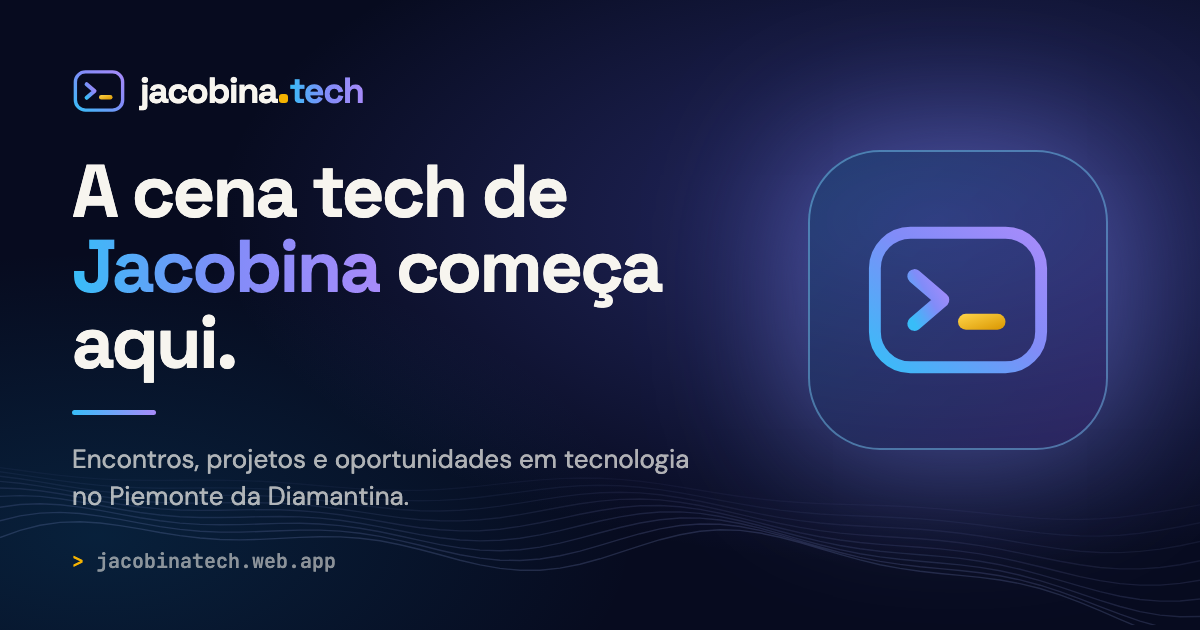 jacobina.tech
A cena tech de
Jacobina começa
aqui.
Encontros, projetos e oportunidades em tecnologia
no Piemonte da Diamantina.
> jacobinatech.web.app